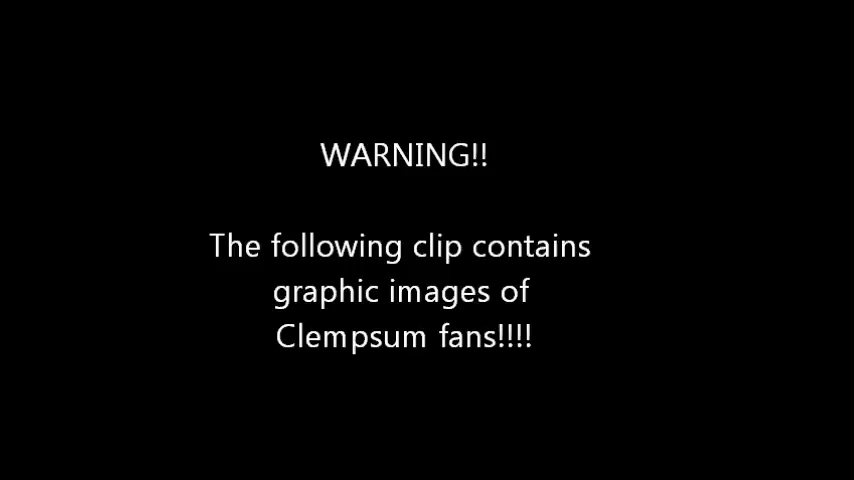 WARNING!!
The following clip contains
graphic images of
Clempsum fans!!!!